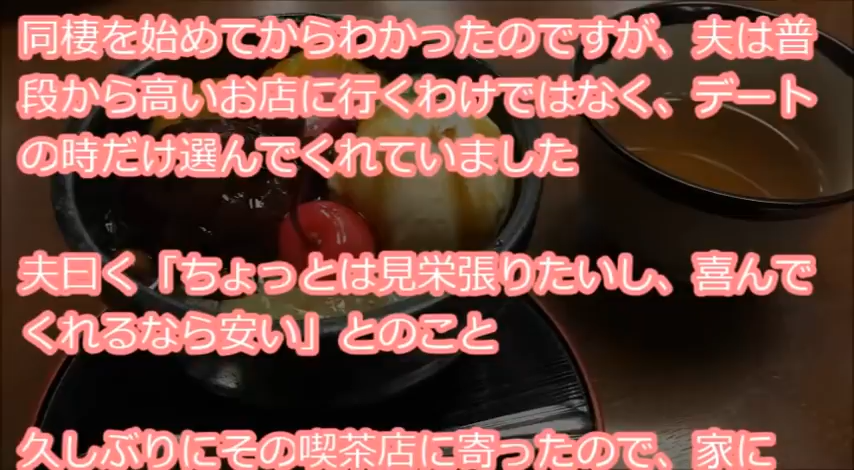 同棲を始めてからわかったのですが、夫は普
段から高いお店に行くわけではなく、デート
の時だけ選んでくれていました
夫曰く「ちょっとは見栄張りたいし、喜んで
くれるなら安い」とのこと
久しぶりにその喫茶店に寄ったので、家に